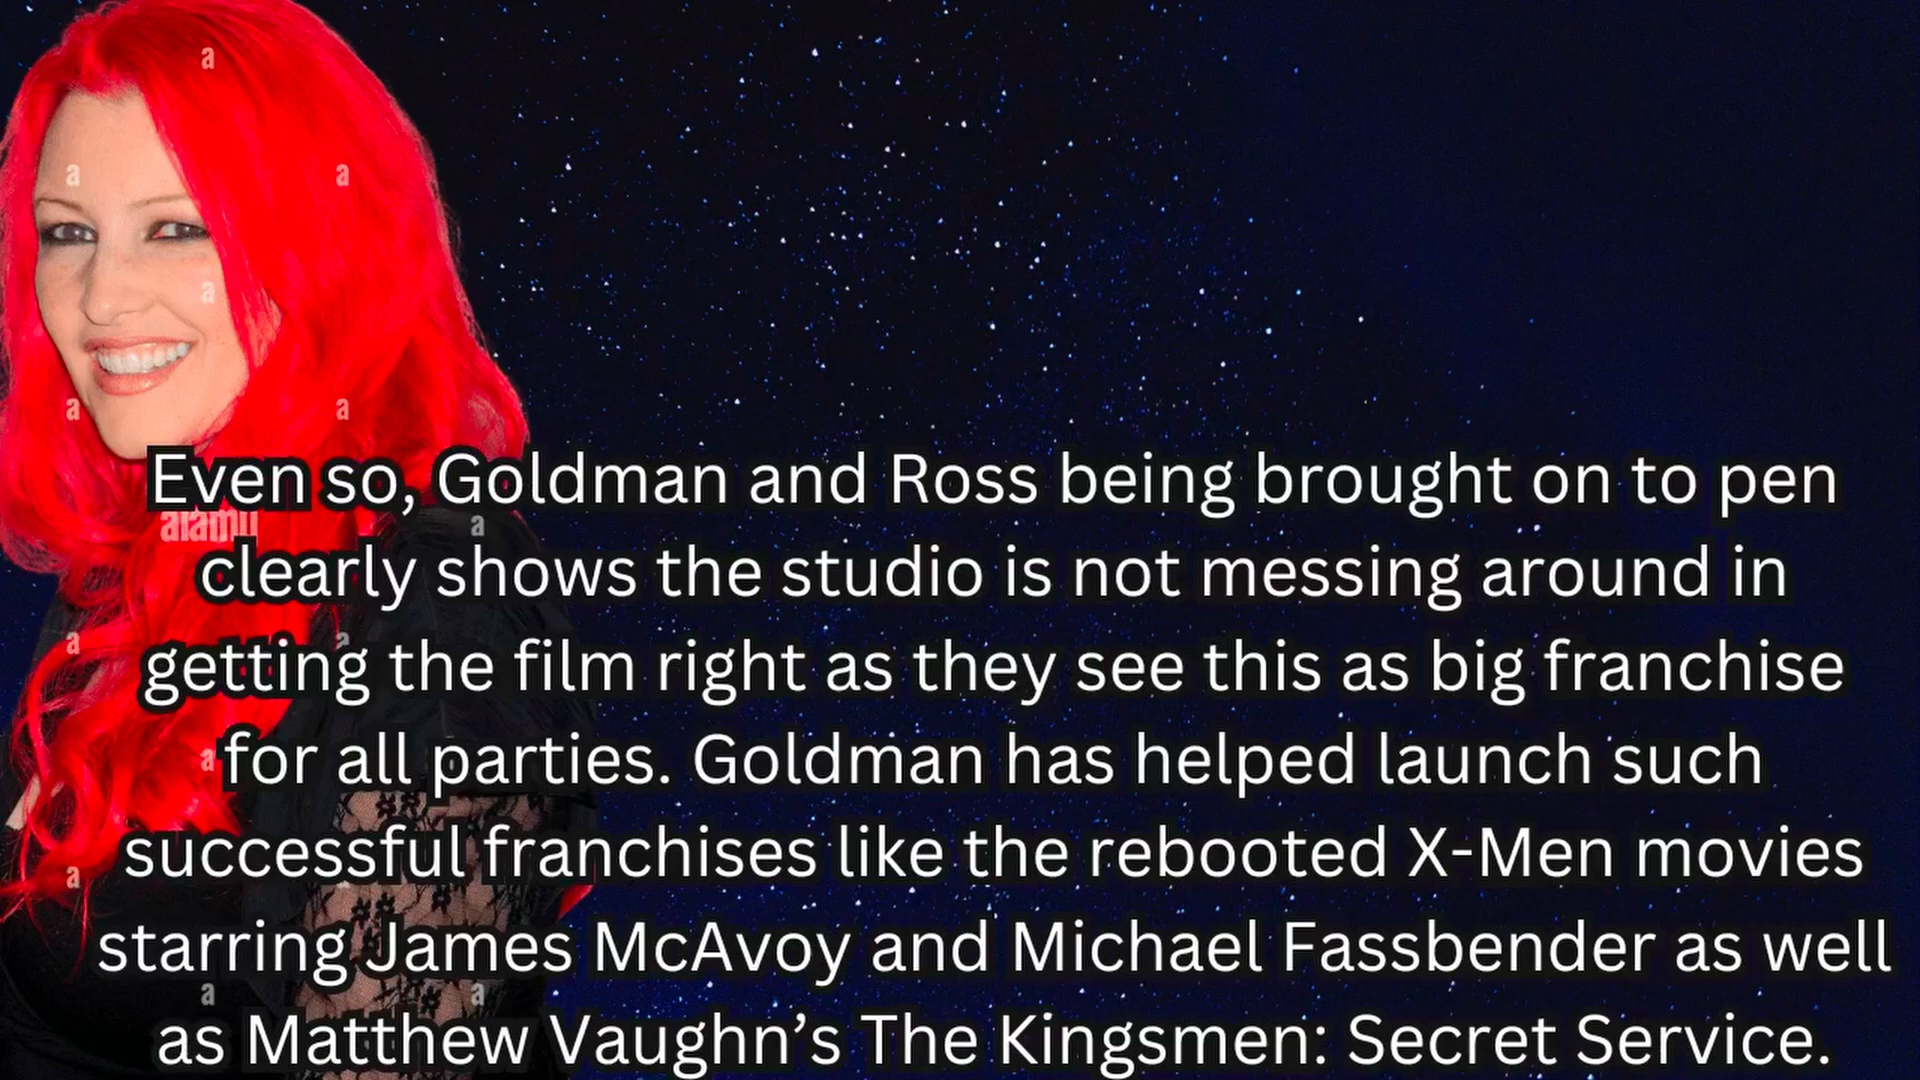 Even so, Goldman and Ross being brought on to pen
clearly shows the studio is not messing around in
getting the film right as they see this as big franchise
for all parties. Goldman has helped launch such
successful franchises like the rebooted X-Men movies
starring James McAvoy and Michael Fassbender as well
as Matthew Vaughn’s The Kingsmen: Secret Service.
a
a
a
a
a
a
alamy
a
a
a
a
a
a
a